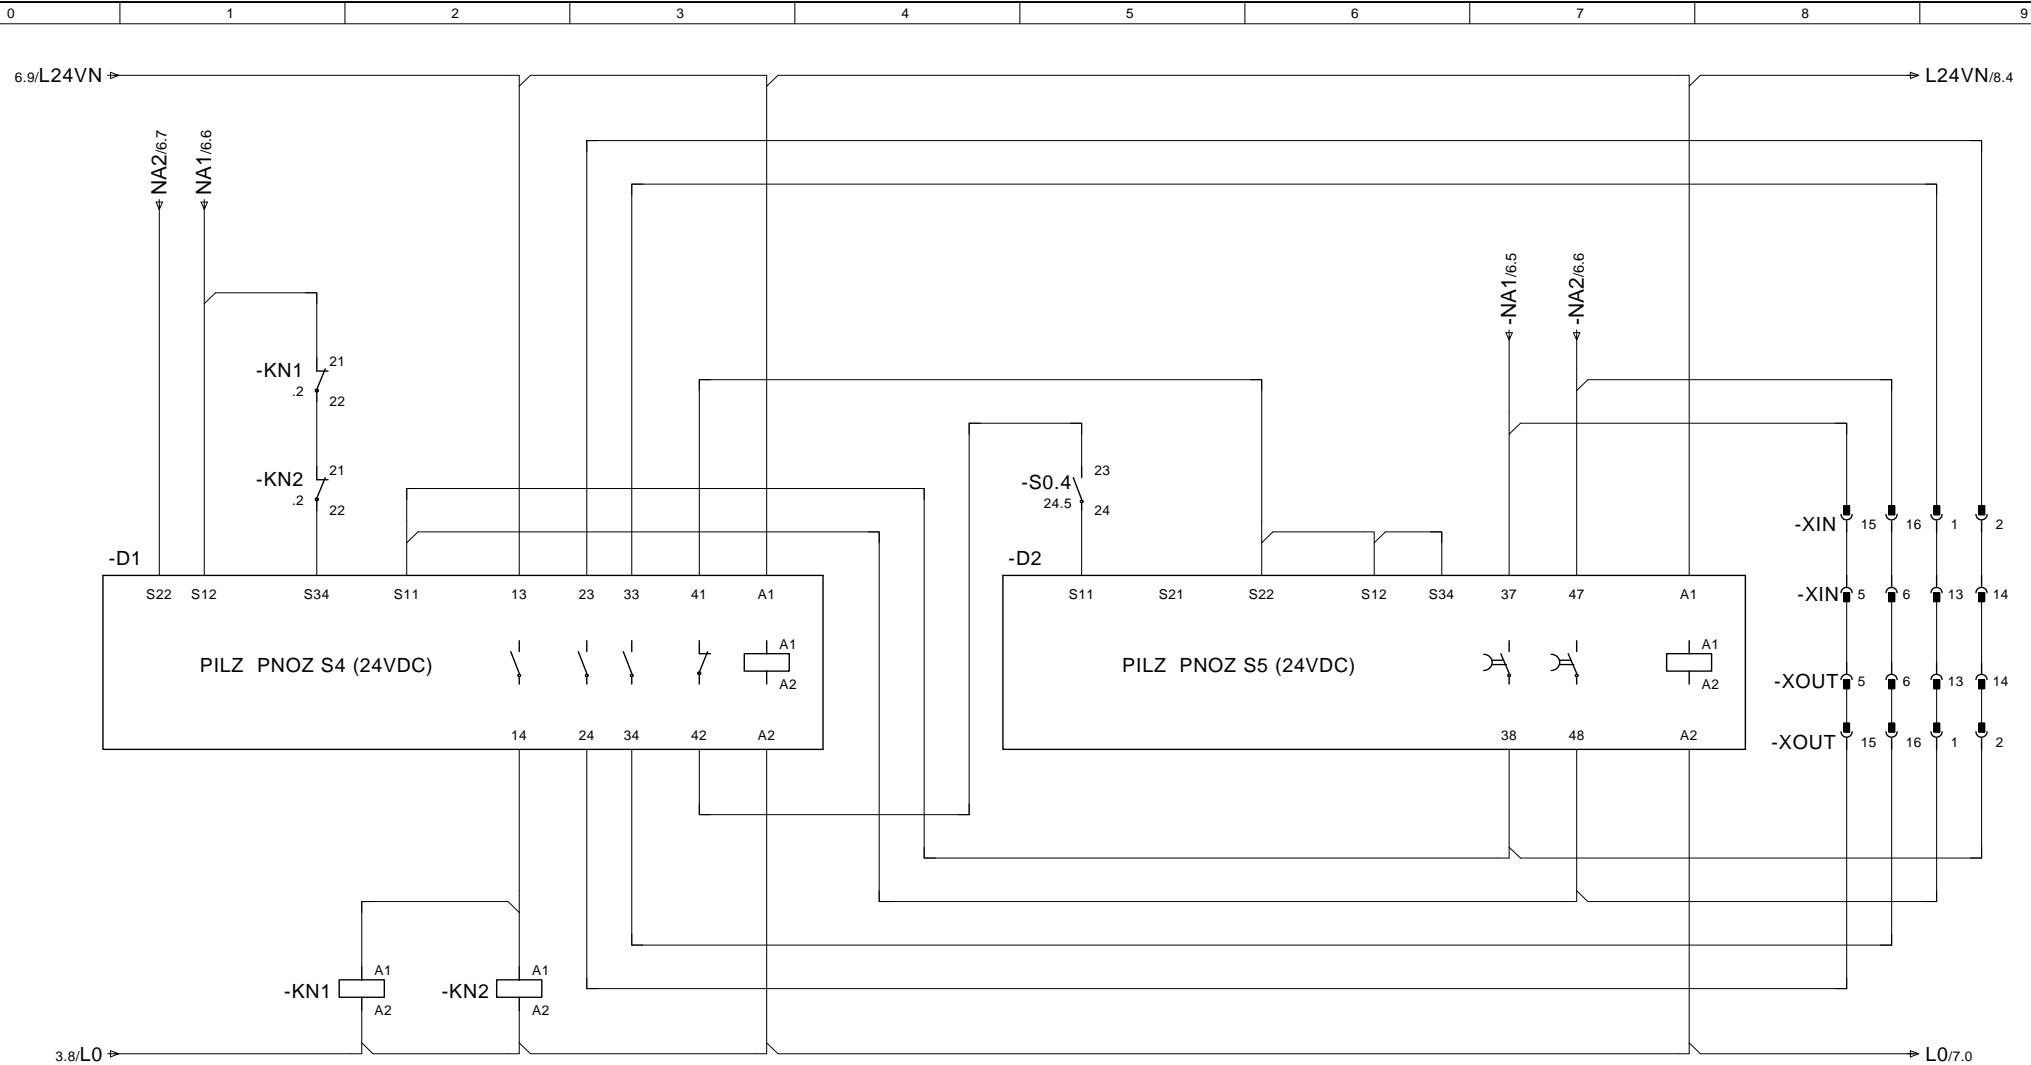 0 1 2 3 4 5 6 7 8 9
6.9/L24VN
L24VN/8.4
NA2/6.7
NA1/6.6
-NA1/6.5
-NA2/6.6
-KN1
.2
21
22
-KN2
.2
21
22
-S0.4
24.5
23
24
-XIN 15 16 1 2
-D1
-D2
S22 S12 S34 S11 13 23 33 41 A1
S11 S21 S22 S12 S34 37 47 A1
-XIN 5 6 13 14
PILZ PNOZ S4 (24VDC)
A1
A2
PILZ PNOZ S5 (24VDC)
A1
A2
-XOUT 5 6 13 14
14 24 34 42 A2
38 48 A2
-XOUT 15 16 1 2
-KN1
A1
A2
-KN2
A1
A2
3.8/L0
L0/7.0